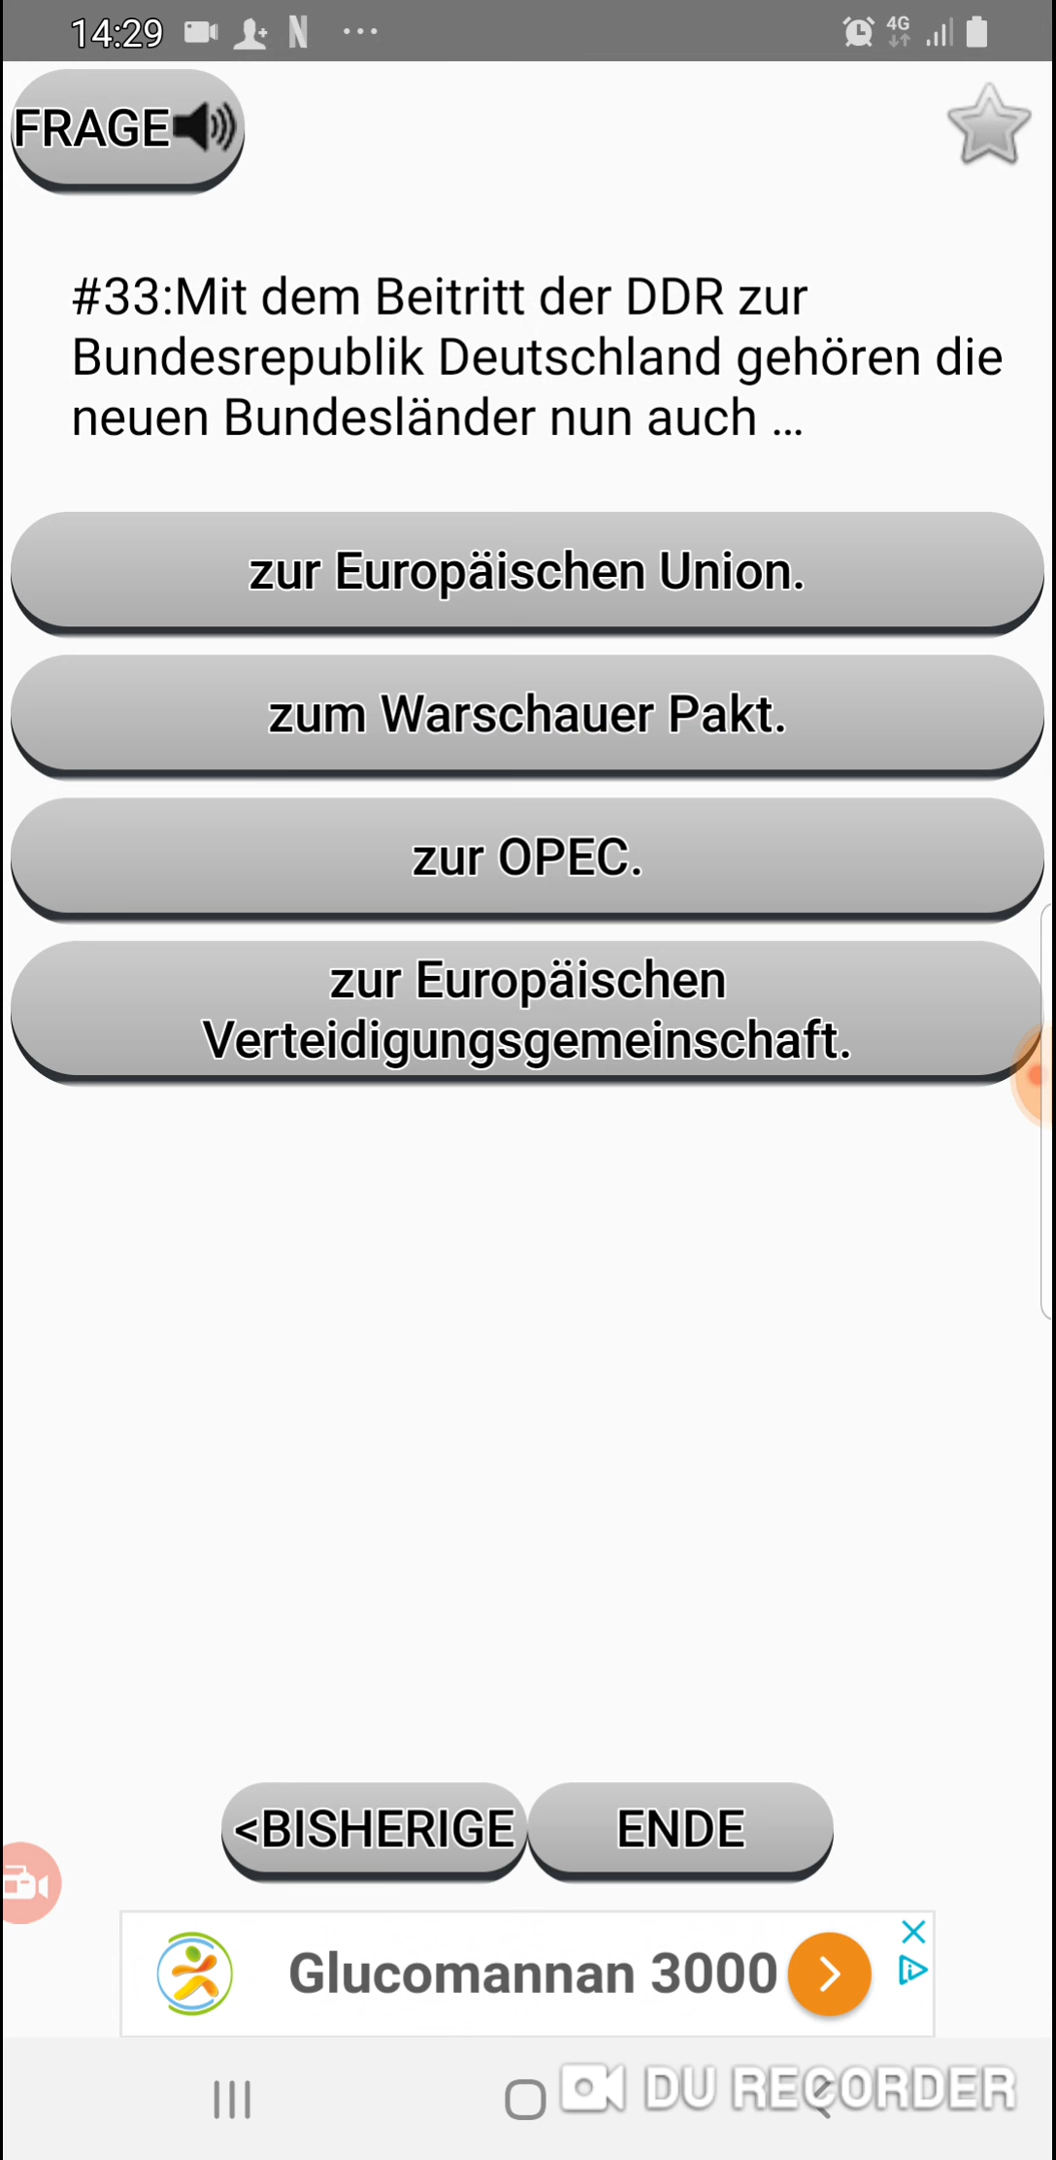 14:29 N ... 4G
FRAGE
#33:Mit dem Beitritt der DDR zur
Bundesrepublik Deutschland gehören die
neuen Bundesländer nun auch ...
zur Europäischen Union.
zum Warschauer Pakt.
zur OPEC.
zur Europäischen
Verteidigungsgemeinschaft.
<BISHERIGE ENDE
Glucomannan 3000
DU RECORDER